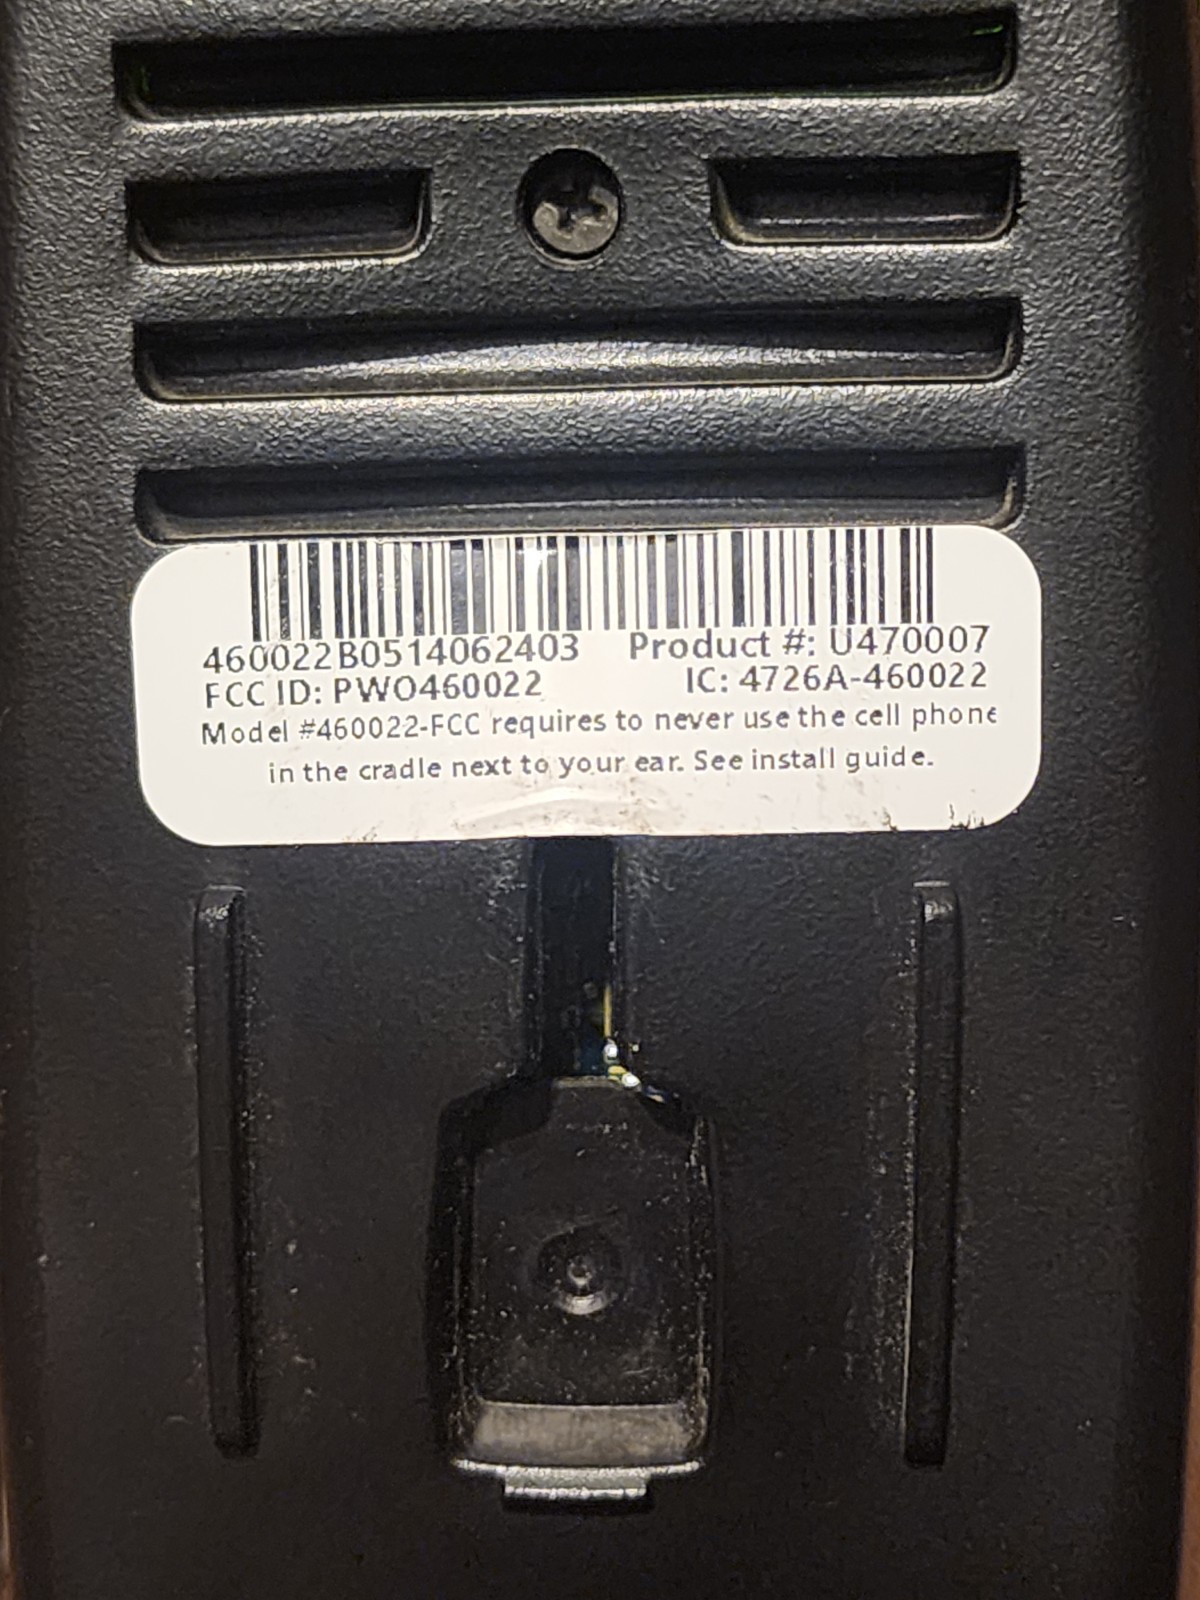 460022B0514062403 Product #: U470007
FCC ID: PWO460022 IC: 4726A-460022
Model #460022-FCC requires to never use the cell phone
in the cradle next to your ear. See install guide.